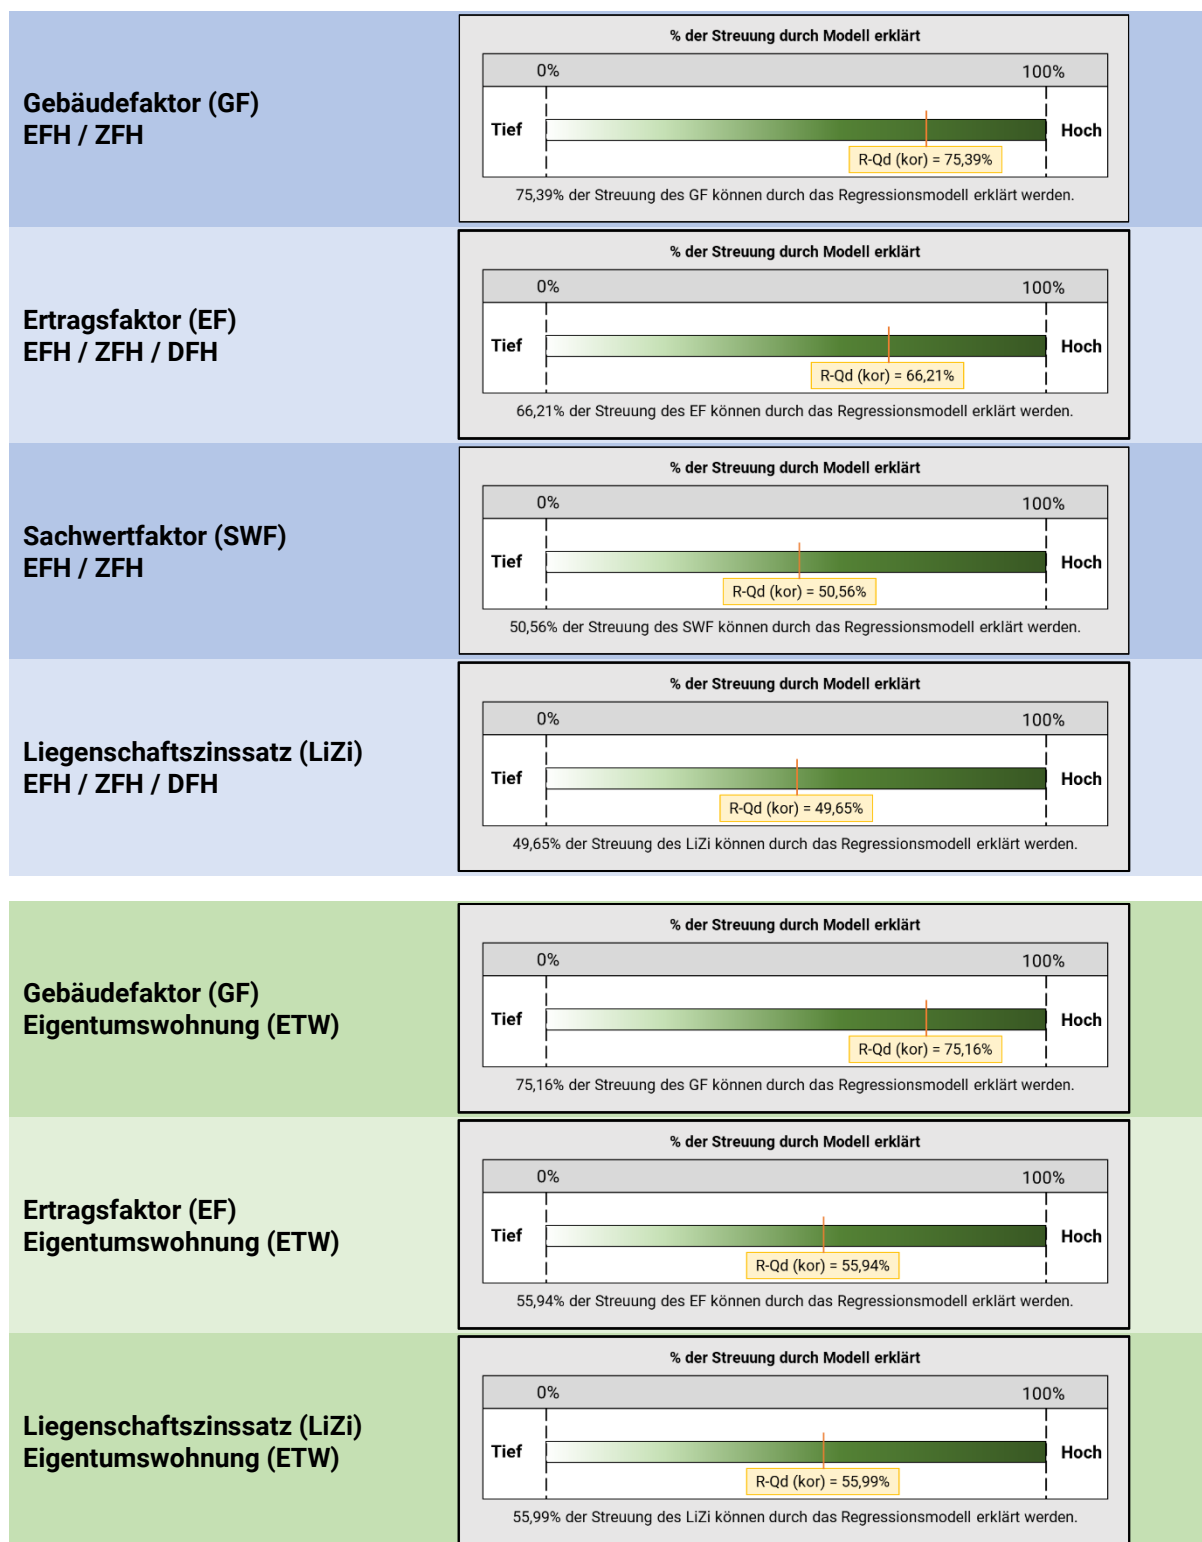 Gebäudefaktor (GF)
EFH / ZFH
% der Streuung durch Modell erklärt
0% 100%
Tief Hoch
R-Qd (kor) = 75,39%
75,39% der Streuung des GF können durch das Regressionsmodell erklärt werden.
Ertragsfaktor (EF)
EFH / ZFH / DFH
% der Streuung durch Modell erklärt
0% 100%
Tief Hoch
R-Qd (kor) = 66,21%
66,21% der Streuung des EF können durch das Regressionsmodell erklärt werden.
Sachwertfaktor (SWF)
EFH / ZFH
% der Streuung durch Modell erklärt
0% 100%
Tief Hoch
R-Qd (kor) = 50,56%
50,56% der Streuung des SWF können durch das Regressionsmodell erklärt werden.
Liegenschaftszinssatz (LiZi)
EFH / ZFH / DFH
% der Streuung durch Modell erklärt
0% 100%
Tief Hoch
R-Qd (kor) = 49,65%
49,65% der Streuung des LiZi können durch das Regressionsmodell erklärt werden.
Gebäudefaktor (GF)
Eigentumswohnung (ETW)
% der Streuung durch Modell erklärt
0% 100%
Tief Hoch
R-Qd (kor) = 75,16%
75,16% der Streuung des GF können durch das Regressionsmodell erklärt werden.
Ertragsfaktor (EF)
Eigentumswohnung (ETW)
% der Streuung durch Modell erklärt
0% 100%
Tief Hoch
R-Qd (kor) = 55,94%
55,94% der Streuung des EF können durch das Regressionsmodell erklärt werden.
Liegenschaftszinssatz (LiZi)
Eigentumswohnung (ETW)
% der Streuung durch Modell erklärt
0% 100%
Tief Hoch
R-Qd (kor) = 55,99%
55,99% der Streuung des LiZi können durch das Regressionsmodell erklärt werden.